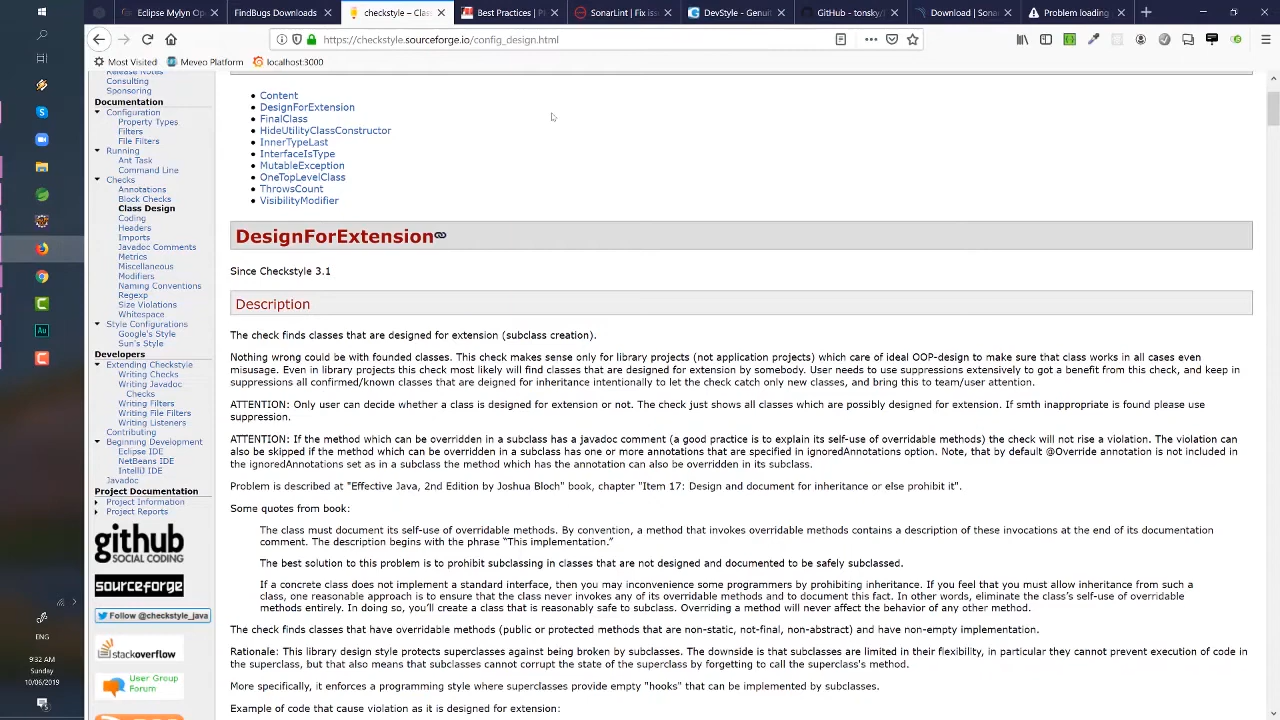 Eclipse Mylyn Op
FindBugs Downloads
checkstyle – Clas
Best Practices | P
SonarLint | Fix iss
DevStyle - Genuit
GitHub - tonsky/
Download | Sonar
Problem loading
https://checkstyle.sourceforge.io/config_design.html
Most Visited
Meveo Platform
localhost:3000
Release Notes
Consulting
Sponsoring
Documentation
Configuration
Property Types
Filters
File Filters
Running
Ant Task
Command Line
Checks
Annotations
Block Checks
Class Design
Coding
Headers
Imports
Javadoc Comments
Metrics
Miscellaneous
Modifiers
Naming Conventions
Regexp
Size Violations
Whitespace
Style Configurations
Google's Style
Sun's Style
Developers
Extending Checkstyle
Writing Checks
Writing Javadoc
Checks
Writing Filters
Writing File Filters
Writing Listeners
Contributing
Beginning Development
Eclipse IDE
NetBeans IDE
IntelliJ IDE
Javadoc
Project Documentation
Project Information
Project Reports
github
SOCIAL CODING
sourceforge
Follow @checkstyle_java
stackoverflow
User Group
Forum
Content
DesignForExtension
FinalClass
HideUtilityClassConstructor
InnerTypeLast
InterfaceIsType
MutableException
OneTopLevelClass
ThrowsCount
VisibilityModifier
DesignForExtension
Since Checkstyle 3.1
Description
The check finds classes that are designed for extension (subclass creation).
Nothing wrong could be with founded classes. This check makes sense only for library projects (not application projects) which care of ideal OOP-design to make sure that class works in all cases even
misusage. Even in library projects this check most likely will find classes that are designed for extension by somebody. User needs to use suppressions extensively to got a benefit from this check, and keep in
suppressions all confirmed/known classes that are deigned for inheritance intentionally to let the check catch only new classes, and bring this to team/user attention.
ATTENTION: Only user can decide whether a class is designed for extension or not. The check just shows all classes which are possibly designed for extension. If smth inappropriate is found please use
suppression.
ATTENTION: If the method which can be overridden in a subclass has a javadoc comment (a good practice is to explain its self-use of overridable methods) the check will not rise a violation. The violation can
also be skipped if the method which can be overridden in a subclass has one or more annotations that are specified in ignoredAnnotations option. Note, that by default @Override annotation is not included in
the ignoredAnnotations set as in a subclass the method which has the annotation can also be overridden in its subclass.
Problem is described at "Effective Java, 2nd Edition by Joshua Bloch" book, chapter "Item 17: Design and document for inheritance or else prohibit it".
Some quotes from book:
The class must document its self-use of overridable methods. By convention, a method that invokes overridable methods contains a description of these invocations at the end of its documentation
comment. The description begins with the phrase “This implementation.”
The best solution to this problem is to prohibit subclassing in classes that are not designed and documented to be safely subclassed.
If a concrete class does not implement a standard interface, then you may inconvenience some programmers by prohibiting inheritance. If you feel that you must allow inheritance from such a
class, one reasonable approach is to ensure that the class never invokes any of its overridable methods and to document this fact. In other words, eliminate the class’s self-use of overridable
methods entirely. In doing so, you’ll create a class that is reasonably safe to subclass. Overriding a method will never affect the behavior of any other method.
The check finds classes that have overridable methods (public or protected methods that are non-static, not-final, non-abstract) and have non-empty implementation.
Rationale: This library design style protects superclasses against being broken by subclasses. The downside is that subclasses are limited in their flexibility, in particular they cannot prevent execution of code in
the superclass, but that also means that subclasses cannot corrupt the state of the superclass by forgetting to call the superclass's method.
More specifically, it enforces a programming style where superclasses provide empty "hooks" that can be implemented by subclasses.
Example of code that cause violation as it is designed for extension:
Au
ENG
9:32 AM
Sunday
10/06/2019